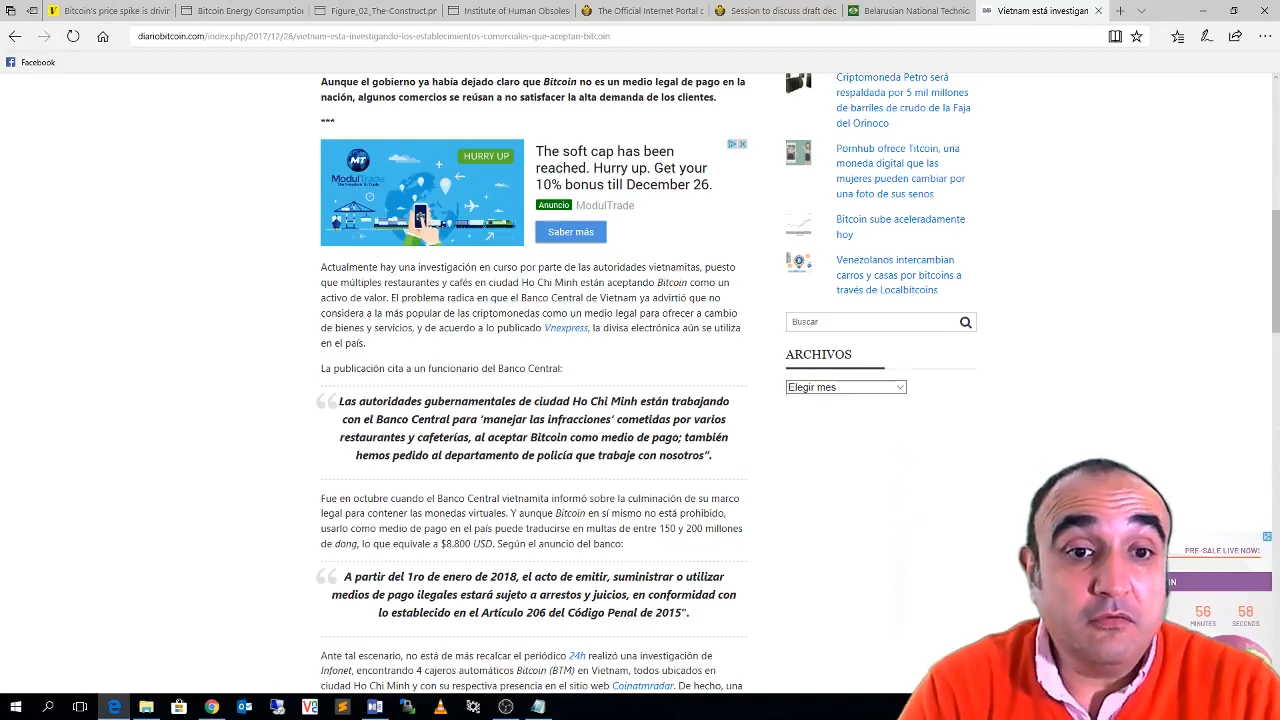 Bitcoin's price spike is drivin
Bitcoin Energy Consumption
Figure_02_The-Construct.pn
Institute of Human Obsoles
The Official Internet Portal o
Session to discuss draft dec
Belarusian National Technic
Vietnam está investigan
diariobitcoin.com/index.php/2017/12/26/vietnam-esta-investigando-los-establecimientos-comerciales-que-aceptan-bitcoin
Facebook
Aunque el gobierno ya había dejado claro que Bitcoin no es un medio legal de pago en la
nación, algunos comercios se reúsan a no satisfacer la alta demanda de los clientes.
***
MT
ModulTrade
The Freedom To Trade
HURRY UP
The soft cap has been
reached. Hurry up. Get your
10% bonus till December 26.
Anuncio ModulTrade
Saber más
Actualmente hay una investigación en curso por parte de las autoridades vietnamitas, puesto
que múltiples restaurantes y cafés en ciudad Ho Chi Minh están aceptando Bitcoin como un
activo de valor. El problema radica en que el Banco Central de Vietnam ya advirtió que no
considera a la más popular de las criptomonedas como un medio legal para ofrecer a cambio
de bienes y servicios, y de acuerdo a lo publicado Vnexpress, la divisa electrónica aún se utiliza
en el país.
La publicación cita a un funcionario del Banco Central:
Las autoridades gubernamentales de ciudad Ho Chi Minh están trabajando
con el Banco Central para ‘manejar las infracciones’ cometidas por varios
restaurantes y cafeterías, al aceptar Bitcoin como medio de pago; también
hemos pedido al departamento de policía que trabaje con nosotros“.
Fue en octubre cuando el Banco Central vietnamita informó sobre la culminación de su marco
legal para contener las monedas virtuales. Y aunque Bitcoin en sí mismo no está prohibido,
usarlo como medio de pago en el país puede traducirse en multas de entre 150 y 200 millones
de dong, lo que equivale a $8.800 USD. Según el anuncio del banco:
A partir del 1ro de enero de 2018, el acto de emitir, suministrar o utilizar
medios de pago ilegales estará sujeto a arrestos y juicios, en conformidad con
lo establecido en el Artículo 206 del Código Penal de 2015”.
Ante tal escenario, no está de más recalcar el periódico 24h realizó una investigación de
Infonet, encontrando 4 cajeros automáticos Bitcoin (BTM) en Vietnam, todos ubicados en
ciudad Ho Chi Minh y con su respectiva presencia en el sitio web Coinatmradar. De hecho, una
Criptomoneda Petro será
respaldada por 5 mil millones
de barriles de crudo de la Faja
del Orinoco
Pornhub ofrece Titcoin, una
moneda digital que las
mujeres pueden cambiar por
una foto de sus senos
Bitcoin sube aceleradamente
hoy
Venezolanos intercambian
carros y casas por bitcoins a
través de Localbitcoins
Buscar
ARCHIVOS
Elegir mes
PRE-SALE LIVE NOW!
IN
56 58
MINUTES SECONDS